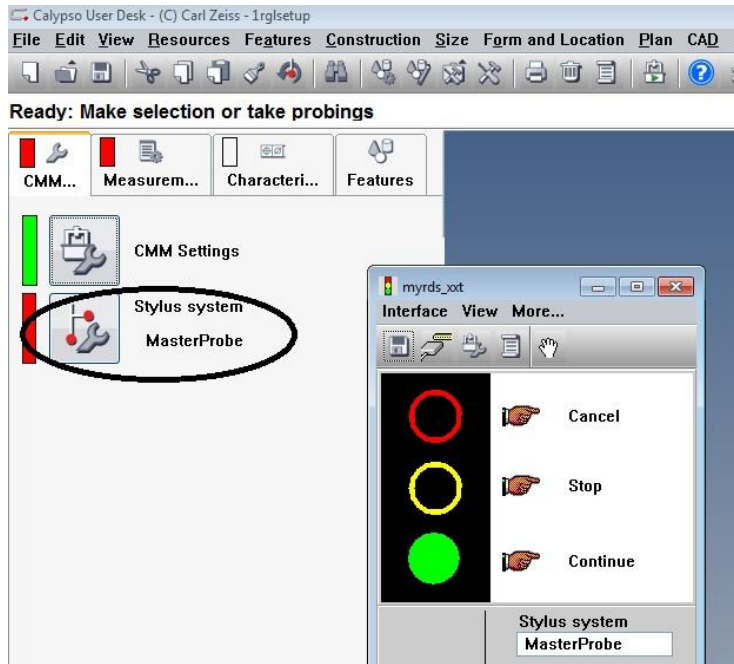 Calypso User Desk - (C) Carl Zeiss - 1rglsetup
File Edit View Resources Features Construction Size Form and Location Plan CAD
Ready: Make selection or take probings
CMM... Measurem... Characteri... Features
CMM Settings
Stylus system
MasterProbe
myrds_xxt
Interface View More...
Cancel
Stop
Continue
Stylus system
MasterProbe